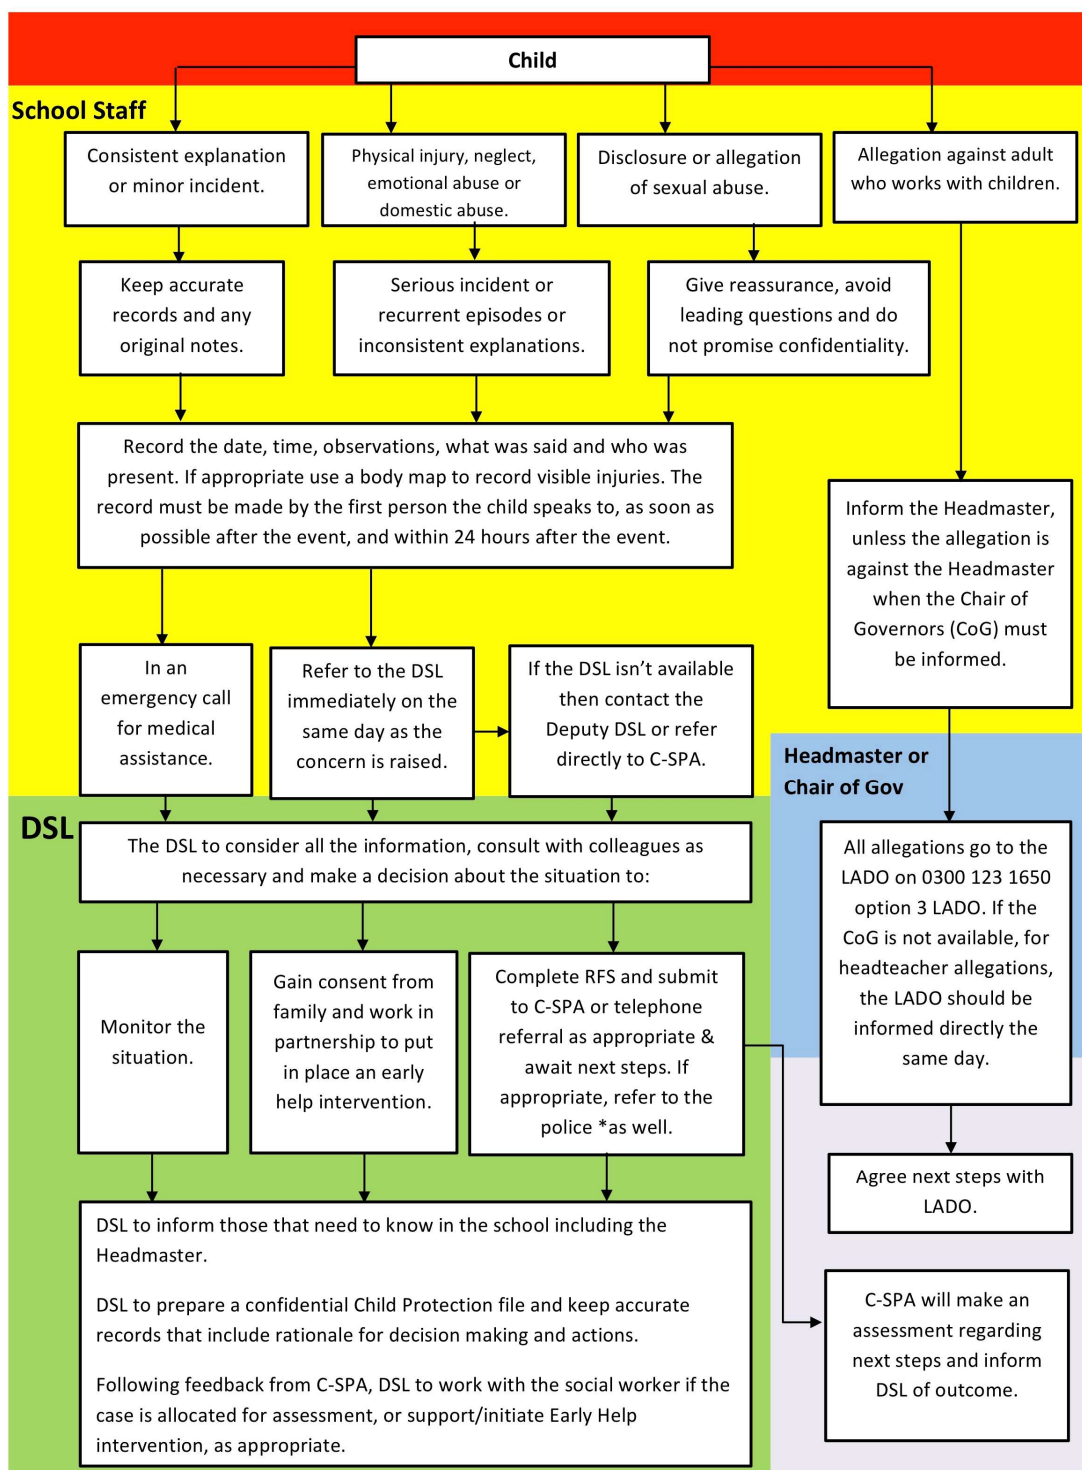 Child
School Staff
Consistent explanation
or minor incident.
Physical injury, neglect,
emotional abuse or
domestic abuse.
Disclosure or allegation
of sexual abuse.
Allegation against adult
who works with children.
Keep accurate
records and any
original notes.
Serious incident or
recurrent episodes or
inconsistent explanations.
Give reassurance, avoid
leading questions and do
not promise confidentiality.
Record the date, time, observations, what was said and who was
present. If appropriate use a body map to record visible injuries. The
record must be made by the first person the child speaks to, as soon as
possible after the event, and within 24 hours after the event.
Inform the Headmaster,
unless the allegation is
against the Headmaster
when the Chair of
Governors (CoG) must
be informed.
In an
emergency call
for medical
assistance.
Refer to the DSL
immediately on the
same day as the
concern is raised.
If the DSL isn’t available
then contact the
Deputy DSL or refer
directly to C-SPA.
Headmaster or
Chair of Gov
DSL
The DSL to consider all the information, consult with colleagues as
necessary and make a decision about the situation to:
All allegations go to the
LADO on 0300 123 1650
option 3 LADO. If the
CoG is not available, for
headteacher allegations,
the LADO should be
informed directly the
same day.
Monitor the
situation.
Gain consent from
family and work in
partnership to put
in place an early
help intervention.
Complete RFS and submit
to C-SPA or telephone
referral as appropriate &
await next steps. If
appropriate, refer to the
police *as well.
Agree next steps with
LADO.
DSL to inform those that need to know in the school including the
Headmaster.
DSL to prepare a confidential Child Protection file and keep accurate
records that include rationale for decision making and actions.
Following feedback from C-SPA, DSL to work with the social worker if the
case is allocated for assessment, or support/initiate Early Help
intervention, as appropriate.
C-SPA will make an
assessment regarding
next steps and inform
DSL of outcome.